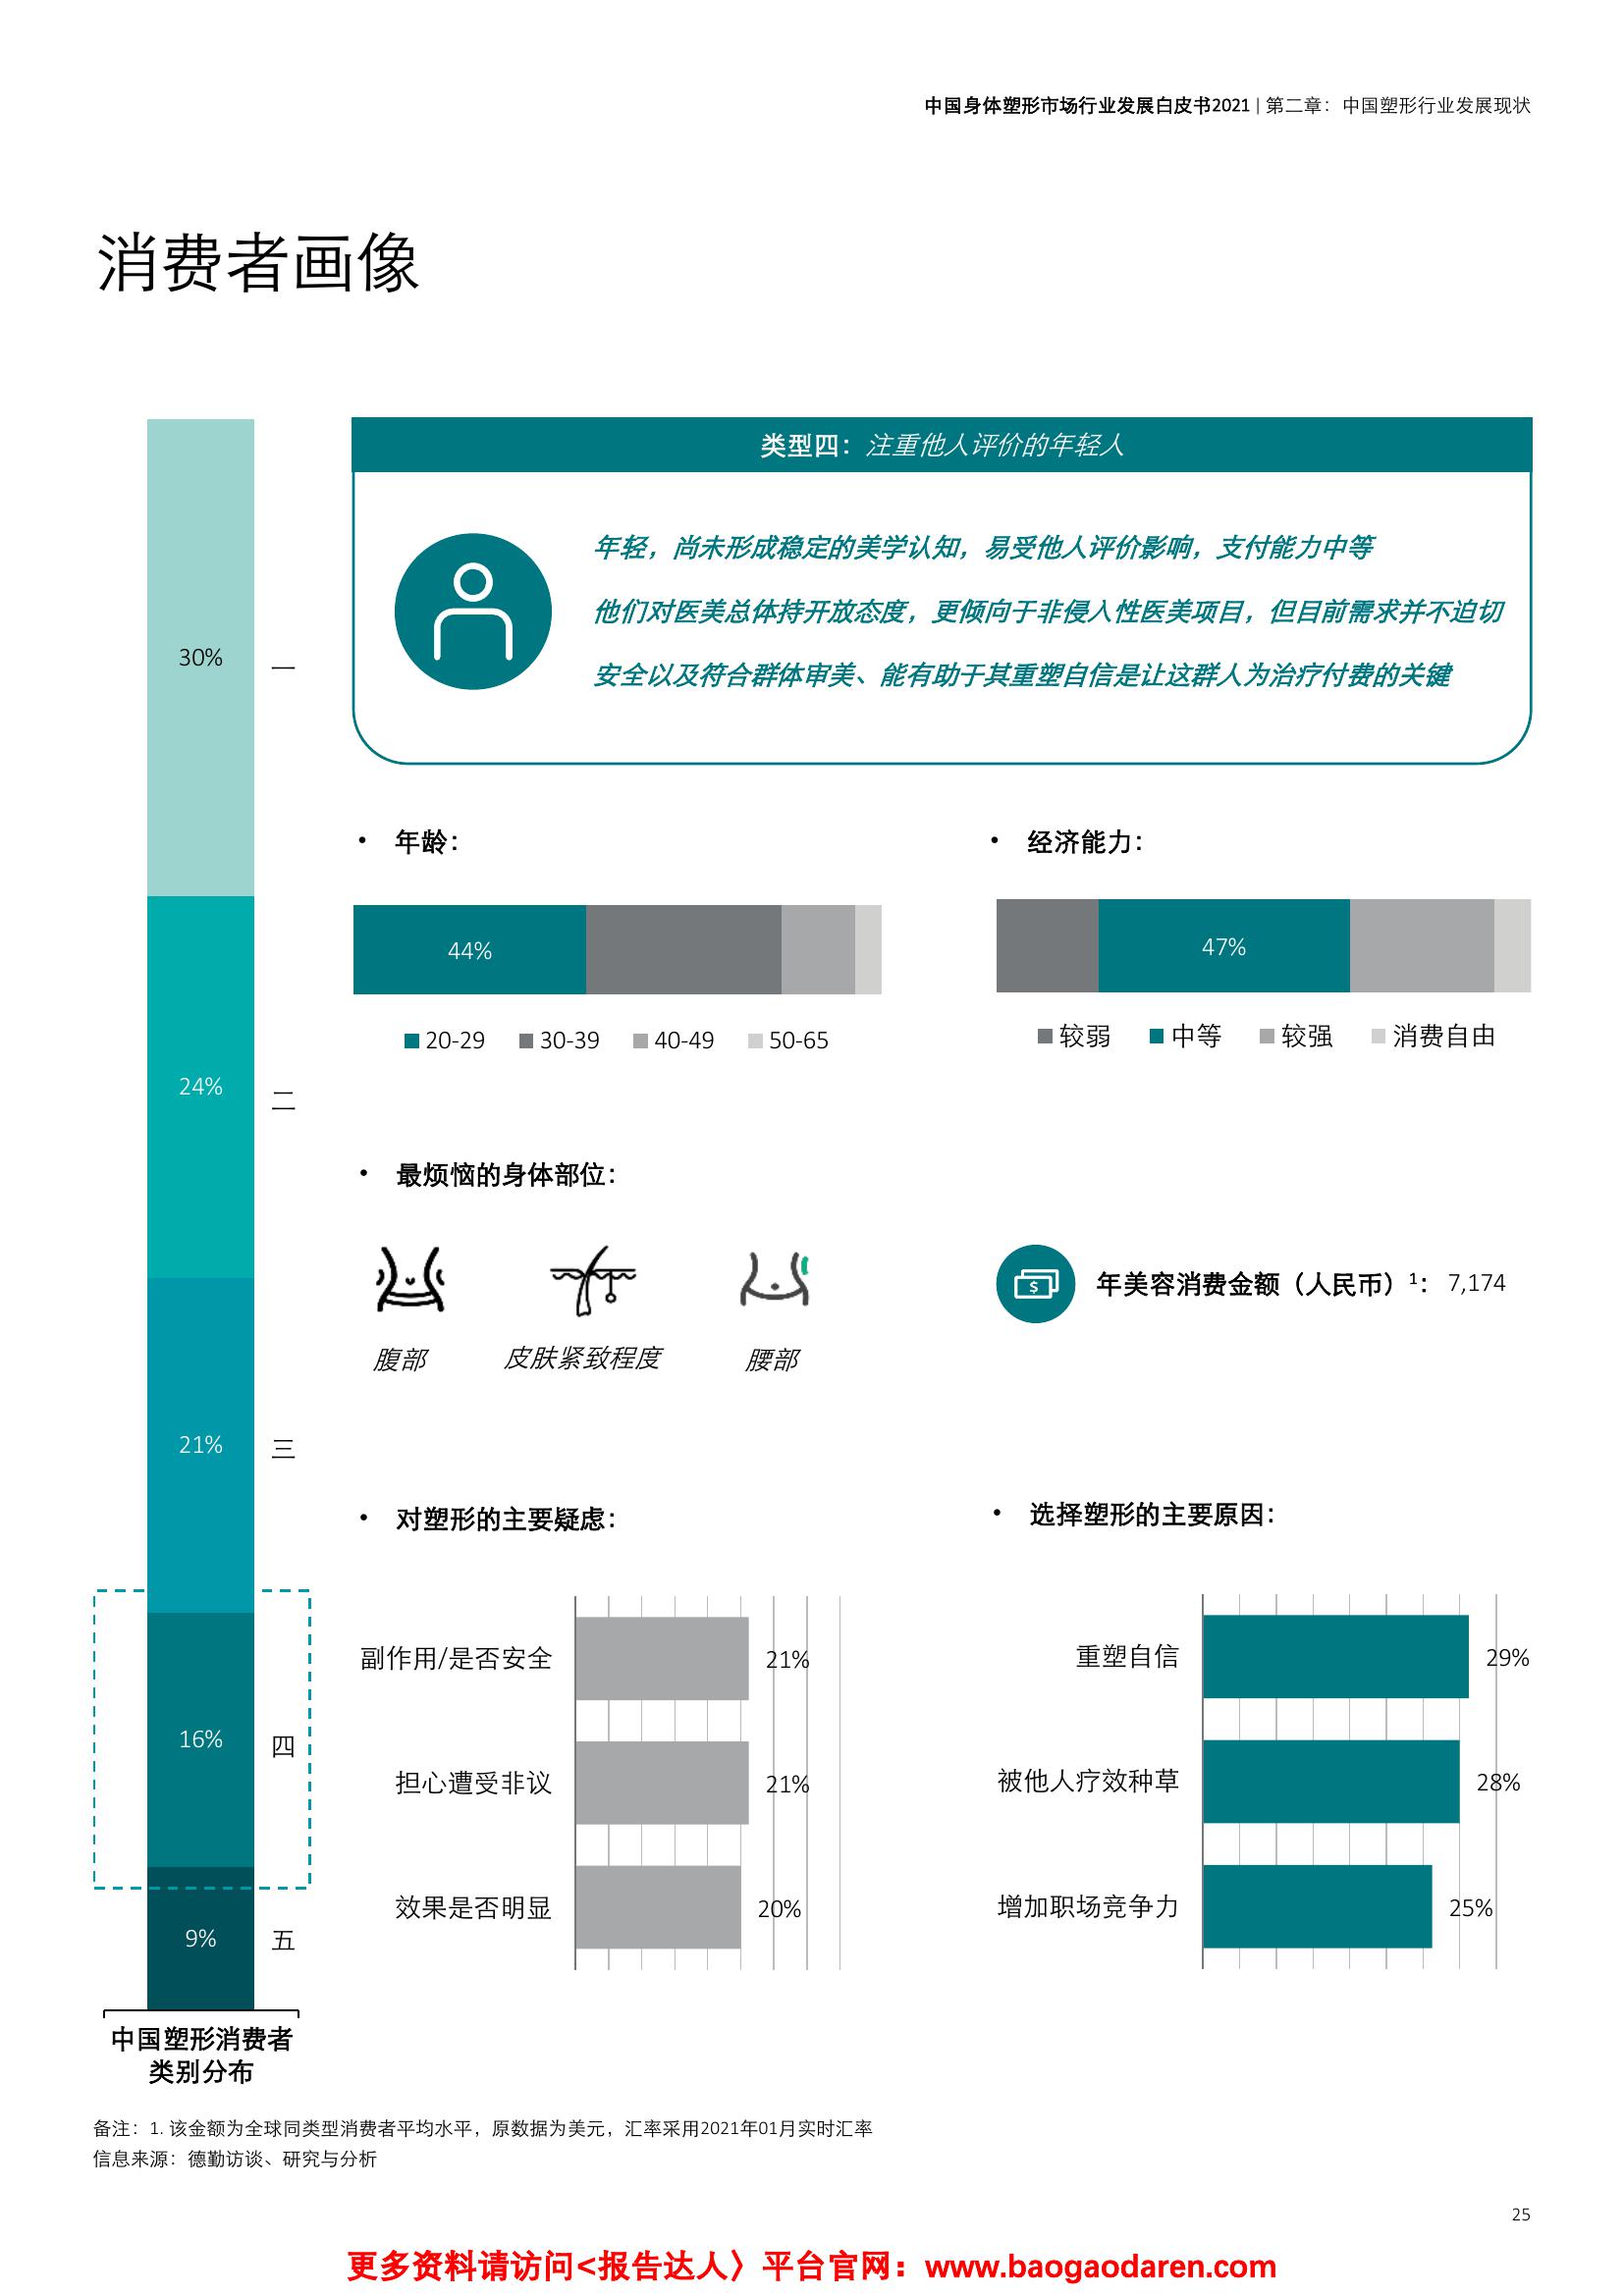 中国身体塑形市场行业发展白皮书2021 | 第二章：中国塑形行业发展现状
消费者画像
30%
一
24%
二
21%
三
16%
四
9%
五
中国塑形消费者
类别分布
类型四：注重他人评价的年轻人
年轻，尚未形成稳定的美学认知，易受他人评价影响，支付能力中等
他们对医美总体持开放态度，更倾向于非侵入性医美项目，但目前需求并不迫切
安全以及符合群体审美、能有助于其重塑自信是让这群人为治疗付费的关键
• 年龄：
44%
20-29 30-39 40-49 50-65
• 经济能力：
47%
较弱 中等 较强 消费自由
• 最烦恼的身体部位：
腹部 皮肤紧致程度 腰部
$
年美容消费金额（人民币）¹： 7,174
• 对塑形的主要疑虑：
副作用/是否安全 21%
担心遭受非议 21%
效果是否明显 20%
• 选择塑形的主要原因：
重塑自信 29%
被他人疗效种草 28%
增加职场竞争力 25%
备注：1. 该金额为全球同类型消费者平均水平，原数据为美元，汇率采用2021年01月实时汇率
信息来源：德勤访谈、研究与分析
25
更多资料请访问<报告达人〉平台官网：www.baogaodaren.com